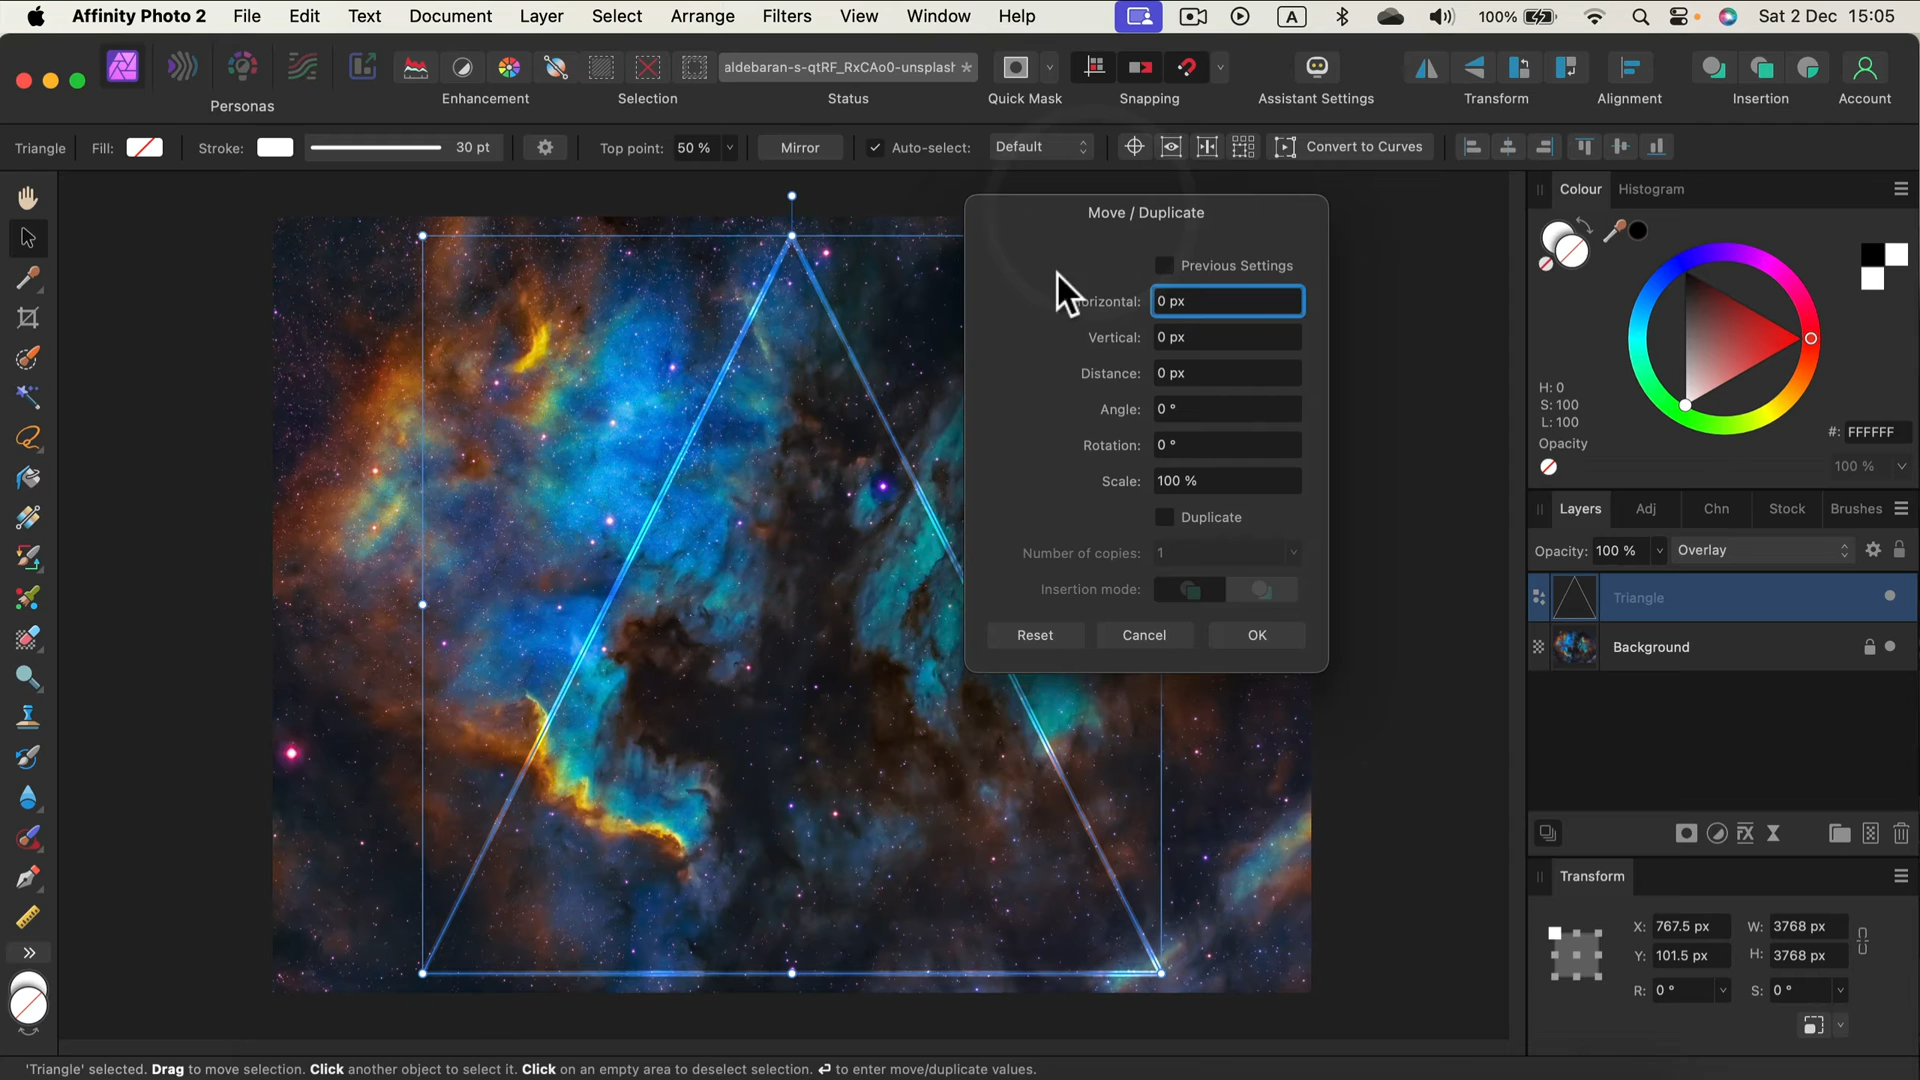 Affinity Photo 2 File Edit Text Document Layer Select Arrange Filters View Window Help A 100% Sat 2 Dec 15:05
aldebaran-s-qtRF_RxCAo0-unsplash *
Personas Enhancement Selection Status Quick Mask Snapping Assistant Settings Transform Alignment Insertion Account
Triangle Fill: Stroke: 30 pt Top point: 50 % Mirror Auto-select: Default Convert to Curves
Colour Histogram
Move / Duplicate
Previous Settings
orizontal: 0 px
Vertical: 0 px
Distance: 0 px
Angle: 0 °
Rotation: 0 °
Scale: 100 %
Duplicate
Number of copies: 1
Insertion mode:
Reset Cancel OK
H: 0
S: 100
L: 100
#: FFFFFF
Opacity
100 %
Layers Adj Chn Stock Brushes
Opacity: 100 % Overlay
Triangle
Background
FX
Transform
X: 767.5 px W: 3768 px
Y: 101.5 px H: 3768 px
R: 0 ° S: 0 °
'Triangle' selected. Drag to move selection. Click another object to select it. Click on an empty area to deselect selection. ↵ to enter move/duplicate values.